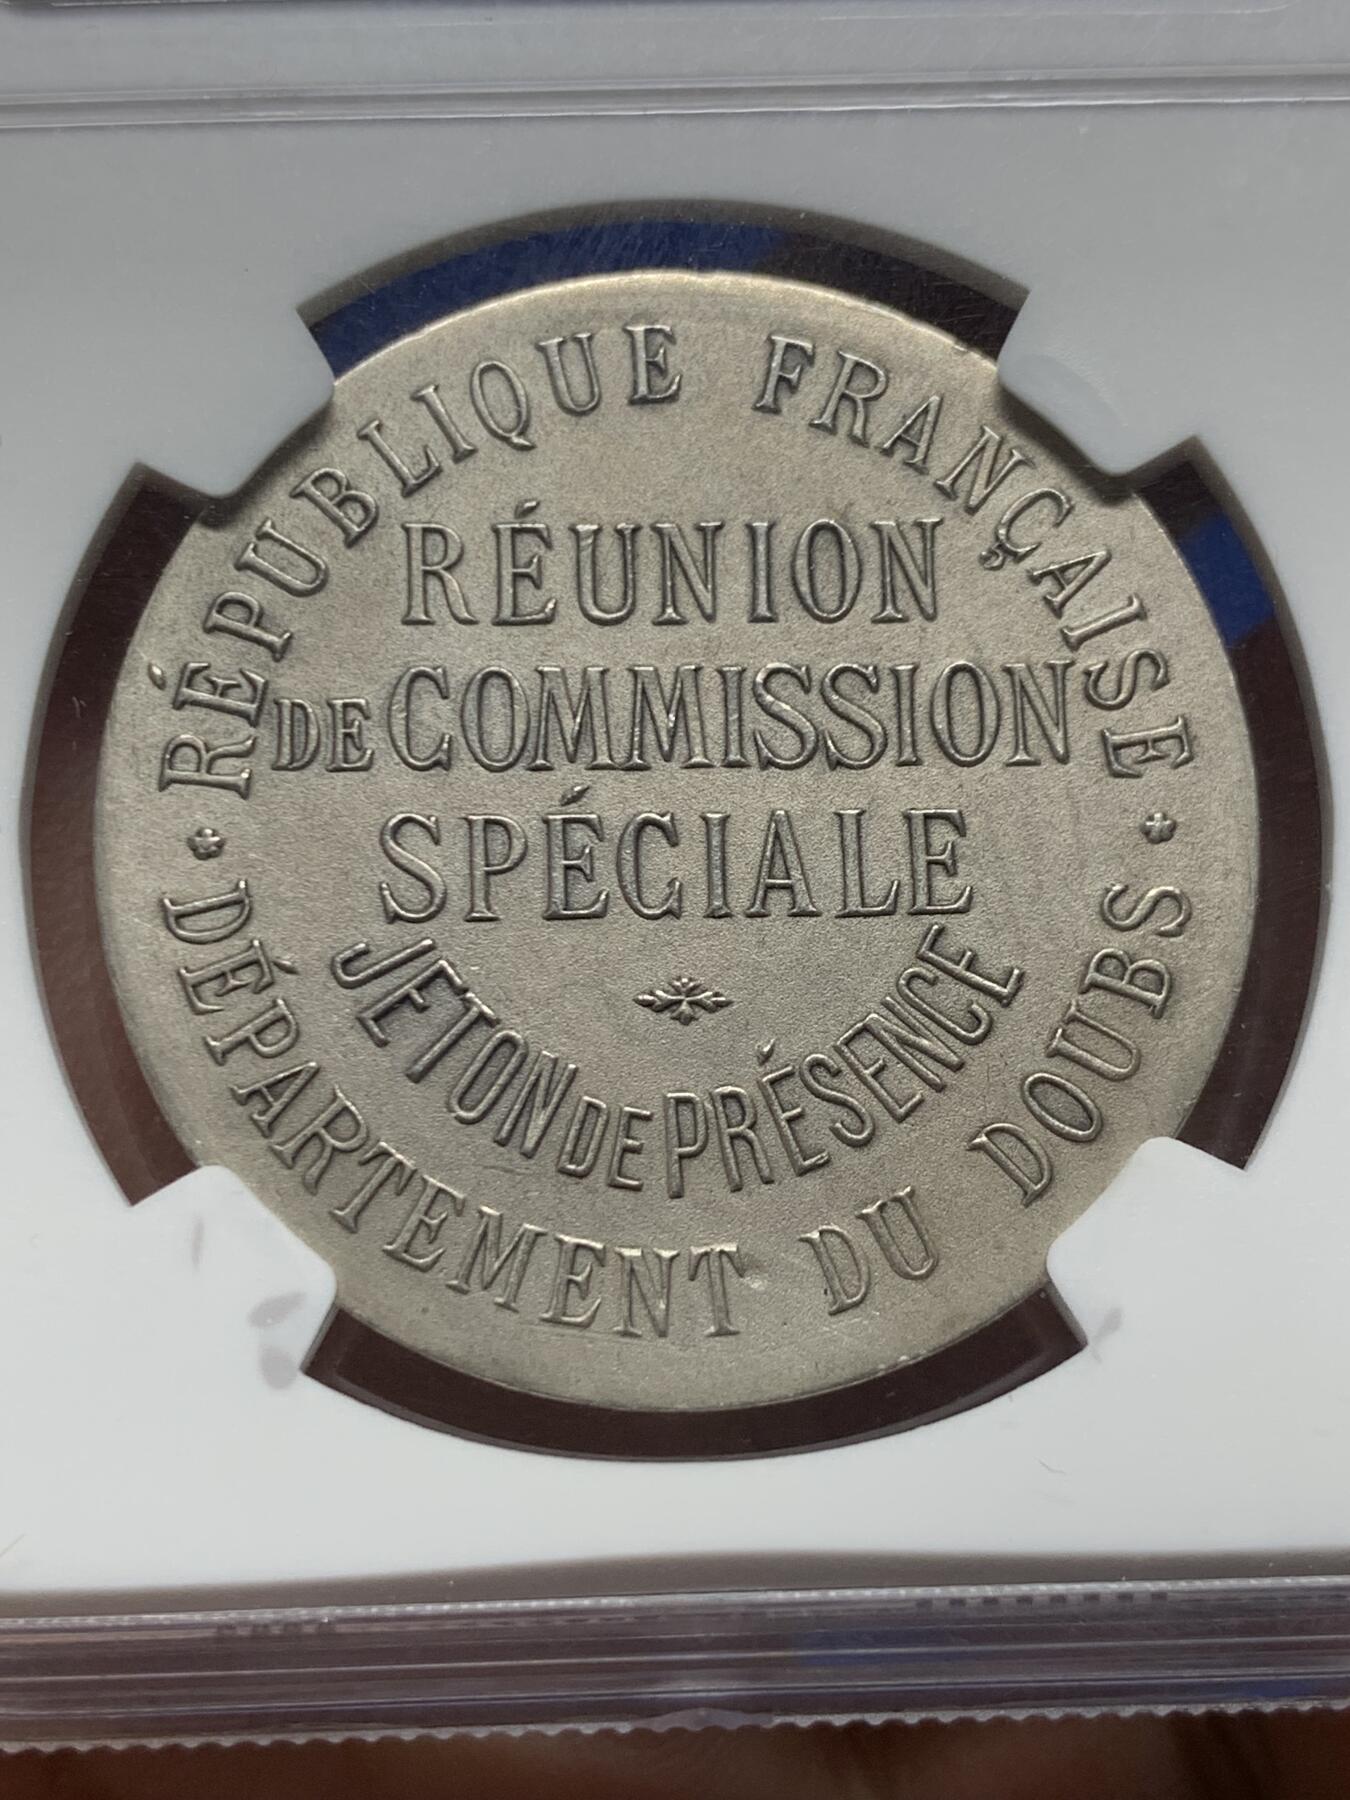 RÉPUBLIQUE FRANÇAISE
RÉUNION
DE COMMISSION
SPÉCIALE
JETON DE PRÉSENCE
DÉPARTEMENT DU DOUBS